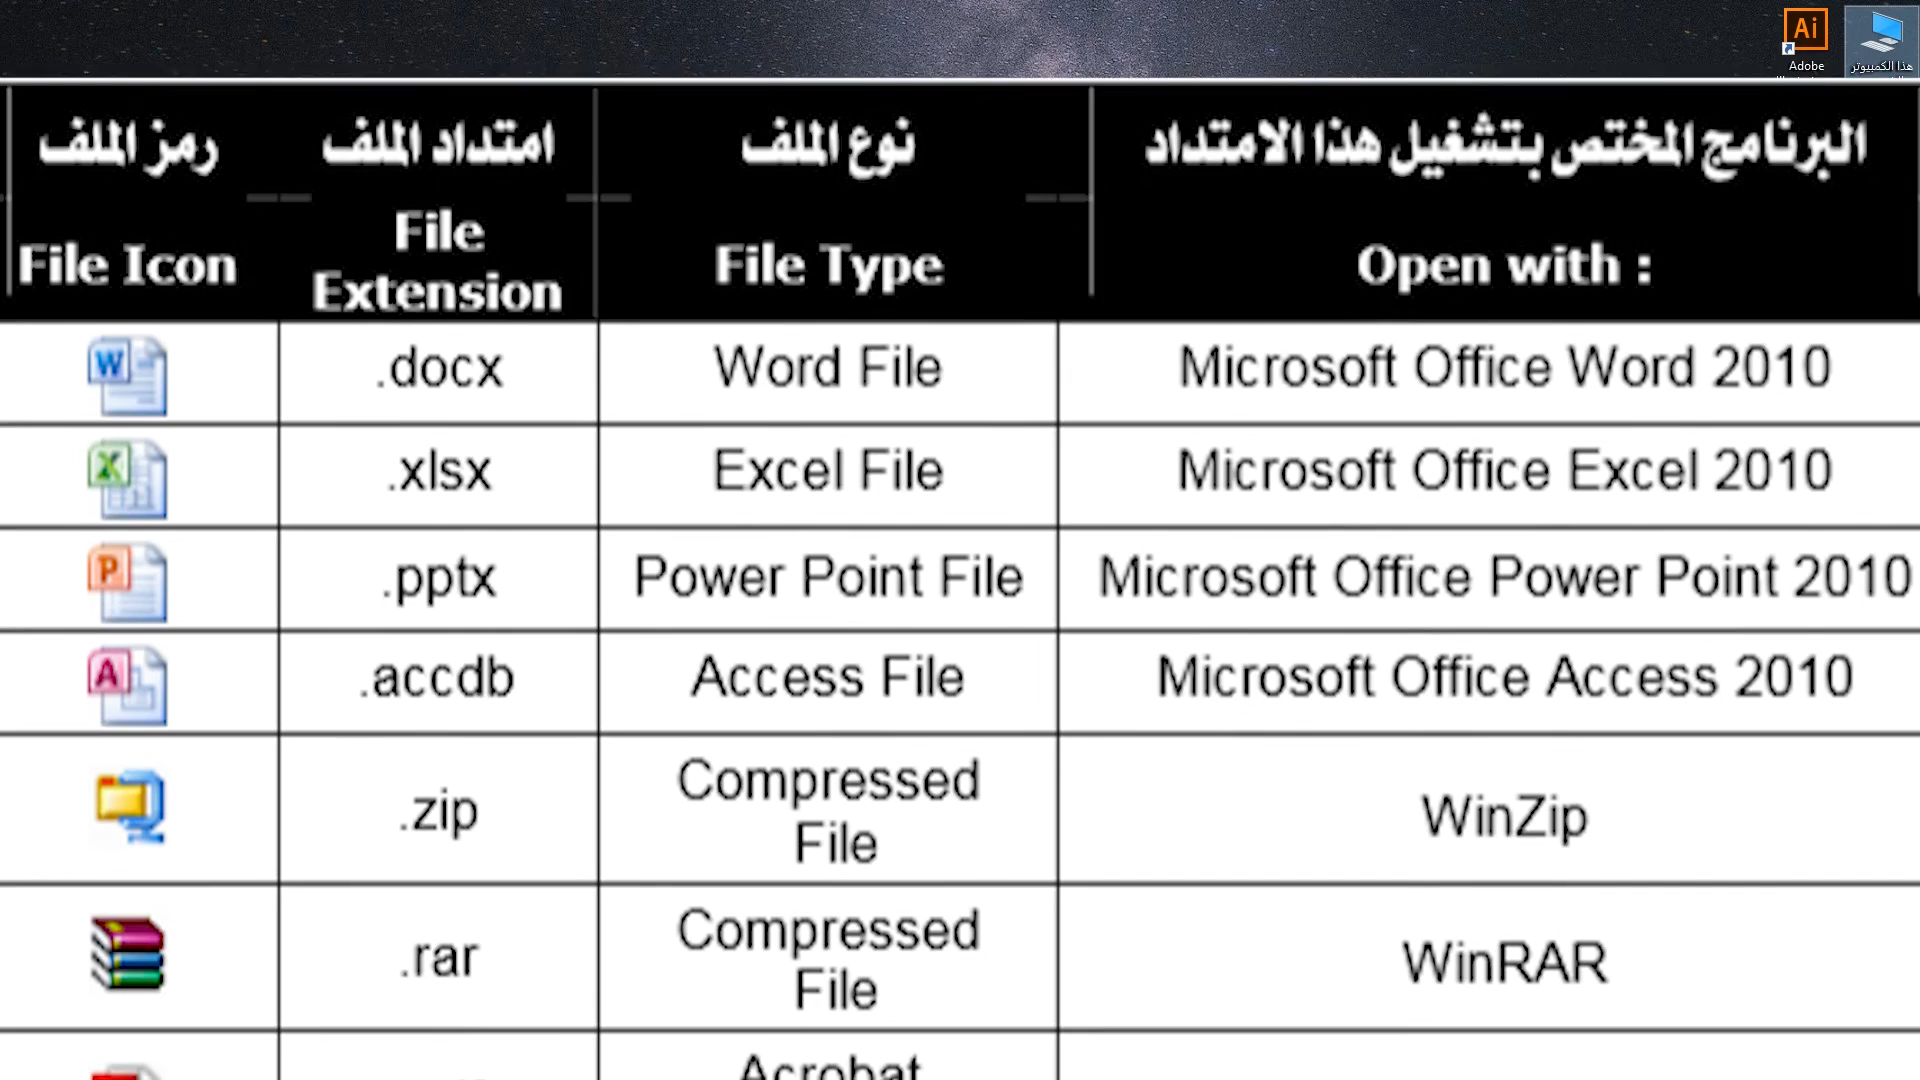 Ai
Adobe
هذا الكمبيوتر
رمز الملف
File Icon
امتداد الملف
File
Extension
نوع الملف
File Type
البرنامج المختص بتشغيل هذا الامتداد
Open with :
W
.docx
Word File
Microsoft Office Word 2010
X
.xlsx
Excel File
Microsoft Office Excel 2010
P
.pptx
Power Point File
Microsoft Office Power Point 2010
A
.accdb
Access File
Microsoft Office Access 2010
.zip
Compressed
File
WinZip
.rar
Compressed
File
WinRAR
Acrobat